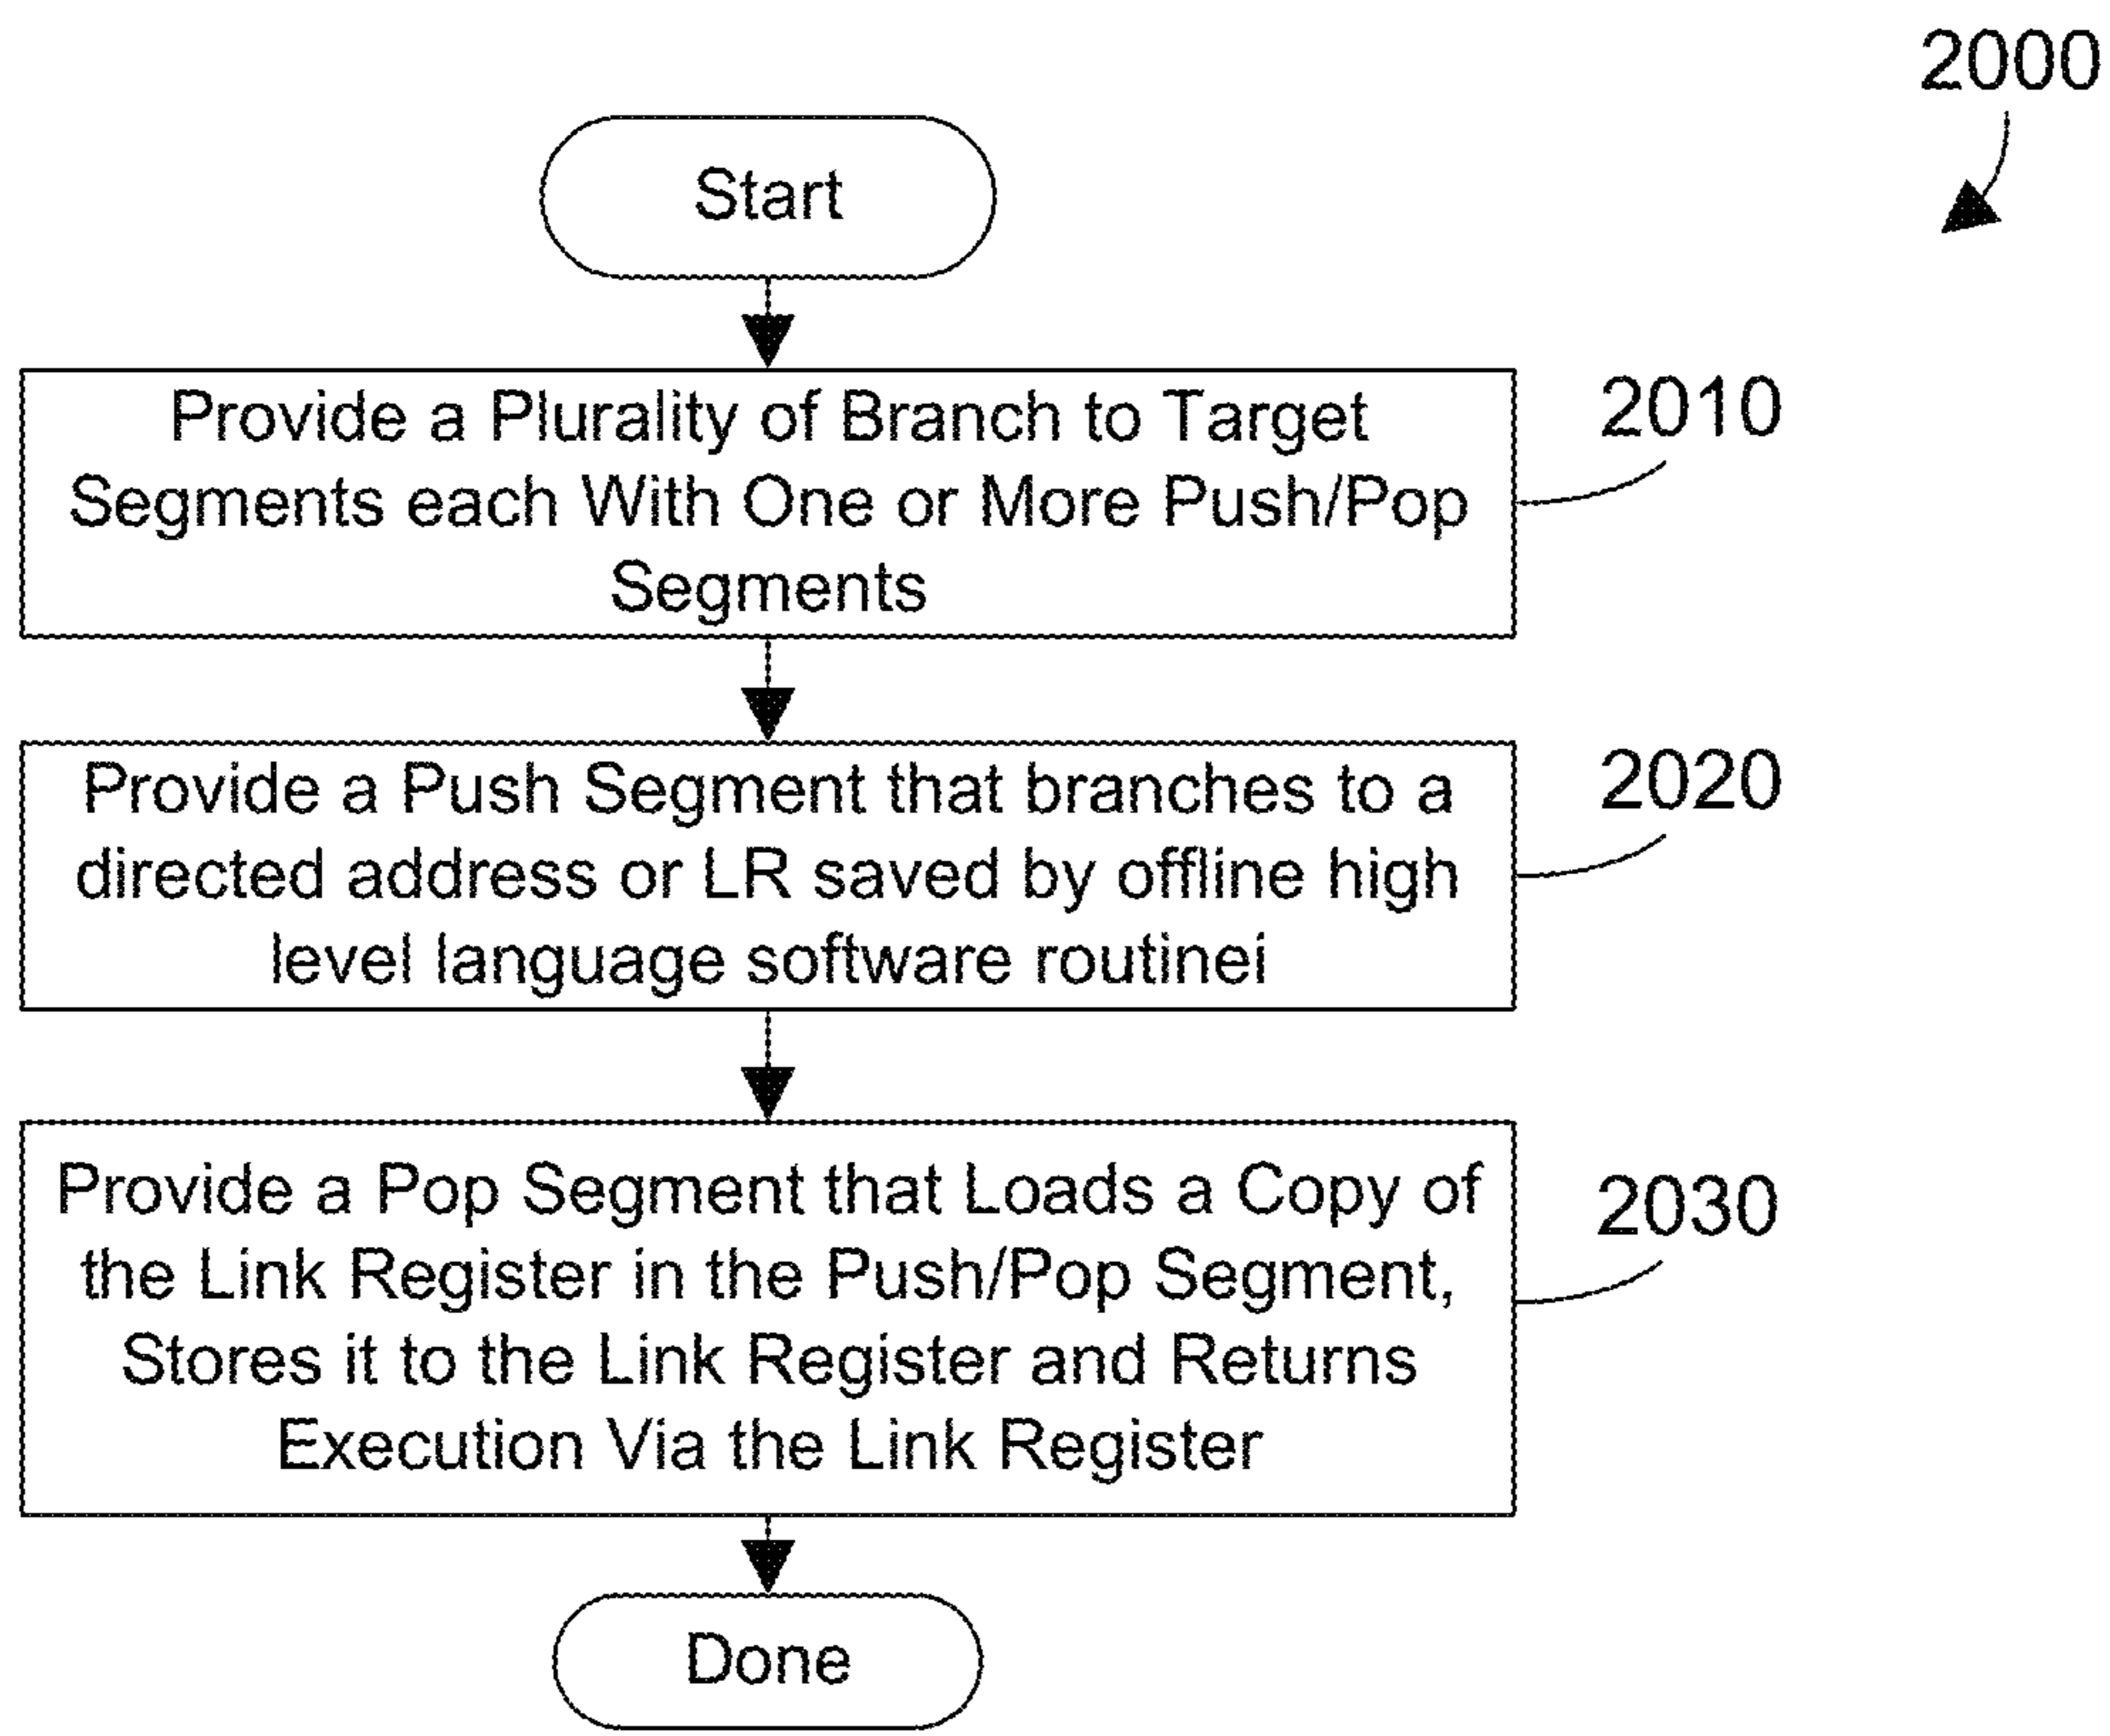 2000
Start
Provide a Plurality of Branch to Target
Segments each With One or More Push/Pop
Segments
2010
Provide a Push Segment that branches to a
directed address or LR saved by offline high
level language software routinei
2020
Provide a Pop Segment that Loads a Copy of
the Link Register in the Push/Pop Segment,
Stores it to the Link Register and Returns
Execution Via the Link Register
2030
Done